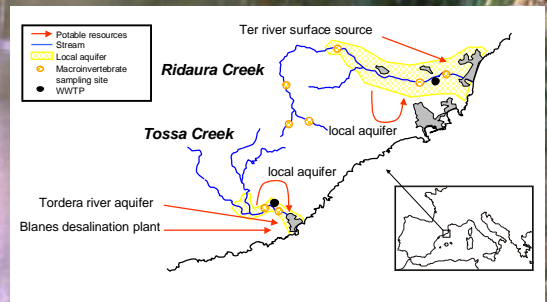 Potable resources
Stream
Local aquifer
Macroinvertebrate
sampling site
WWTP
Ter river surface source
Ridaura Creek
local aquifer
Tossa Creek
local aquifer
Tordera river aquifer
Blanes desalination plant